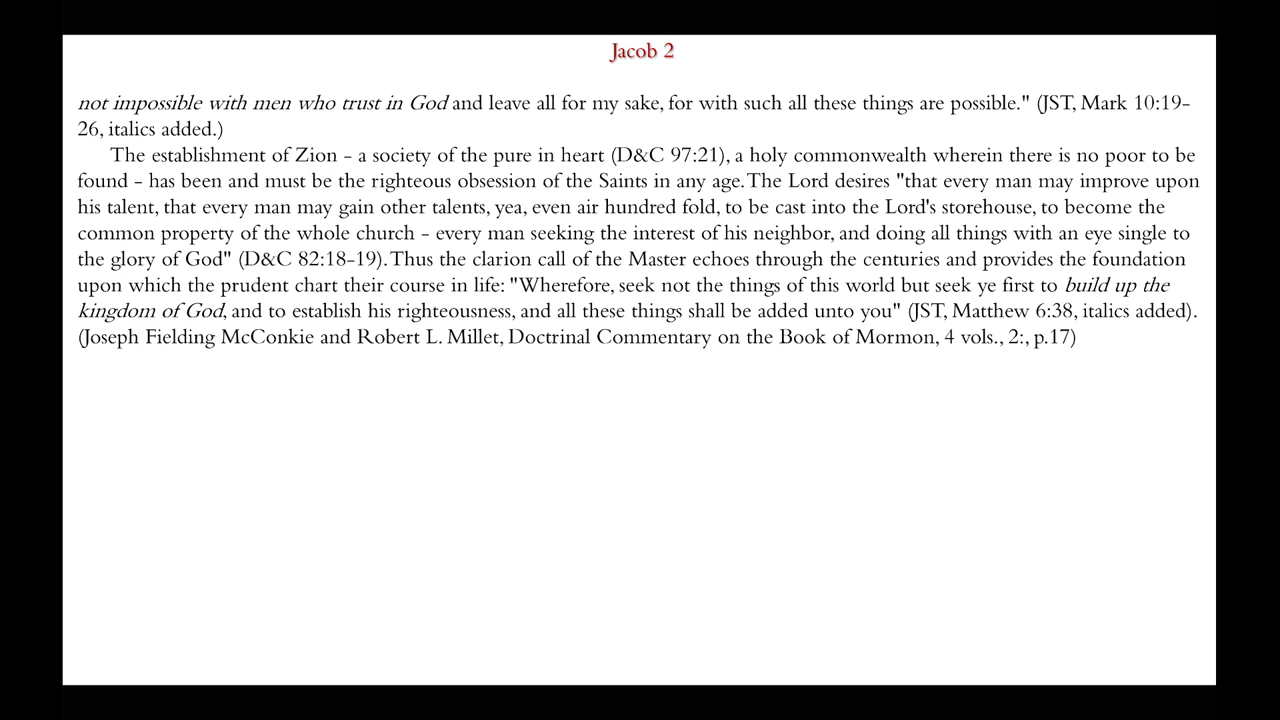 Jacob 2
not impossible with men who trust in God and leave all for my sake, for with such all these things are possible." (JST, Mark 10:19-
26, italics added.)
The establishment of Zion - a society of the pure in heart (D&C 97:21), a holy commonwealth wherein there is no poor to be
found - has been and must be the righteous obsession of the Saints in any age. The Lord desires "that every man may improve upon
his talent, that every man may gain other talents, yea, even air hundred fold, to be cast into the Lord's storehouse, to become the
common property of the whole church - every man seeking the interest of his neighbor, and doing all things with an eye single to
the glory of God" (D&C 82:18-19). Thus the clarion call of the Master echoes through the centuries and provides the foundation
upon which the prudent chart their course in life: "Wherefore, seek not the things of this world but seek ye first to build up the
kingdom of God, and to establish his righteousness, and all these things shall be added unto you" (JST, Matthew 6:38, italics added).
(Joseph Fielding McConkie and Robert L. Millet, Doctrinal Commentary on the Book of Mormon, 4 vols., 2:, p.17)